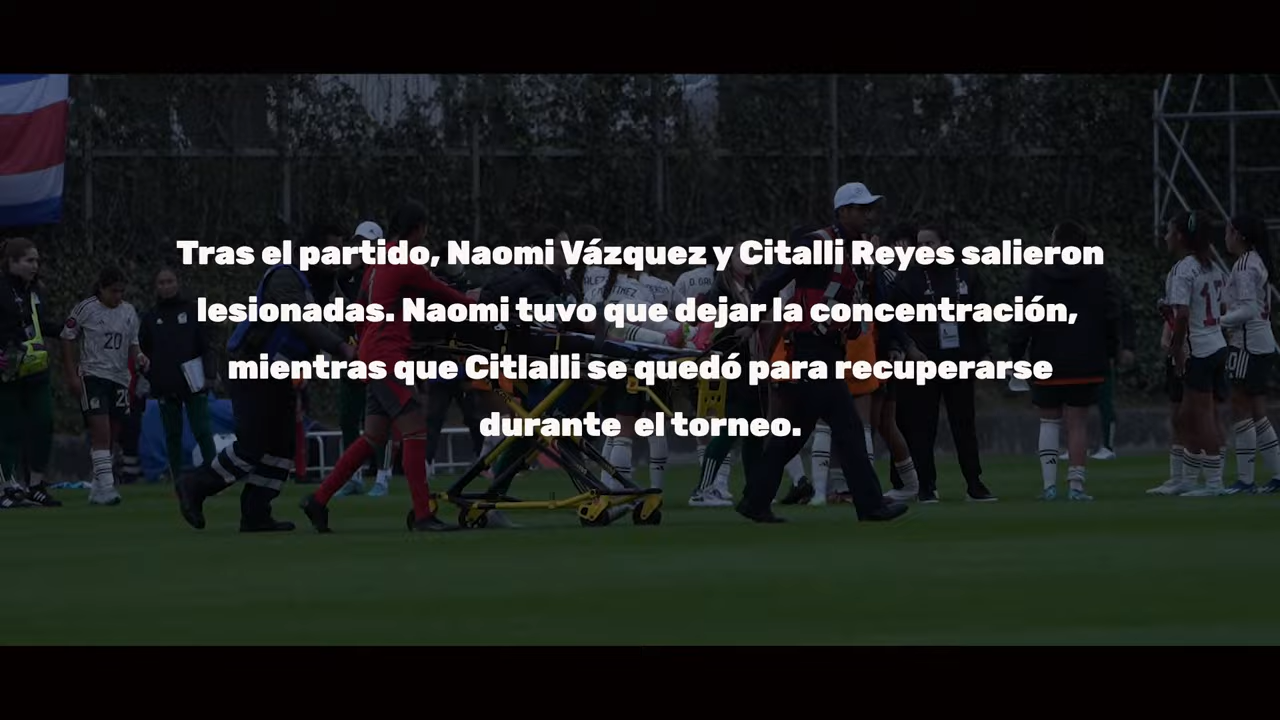 Tras el partido, Naomi Vázquez y Citalli Reyes salieron
lesionadas. Naomi tuvo que dejar la concentración,
mientras que Citlalli se quedó para recuperarse
durante  el torneo.
20